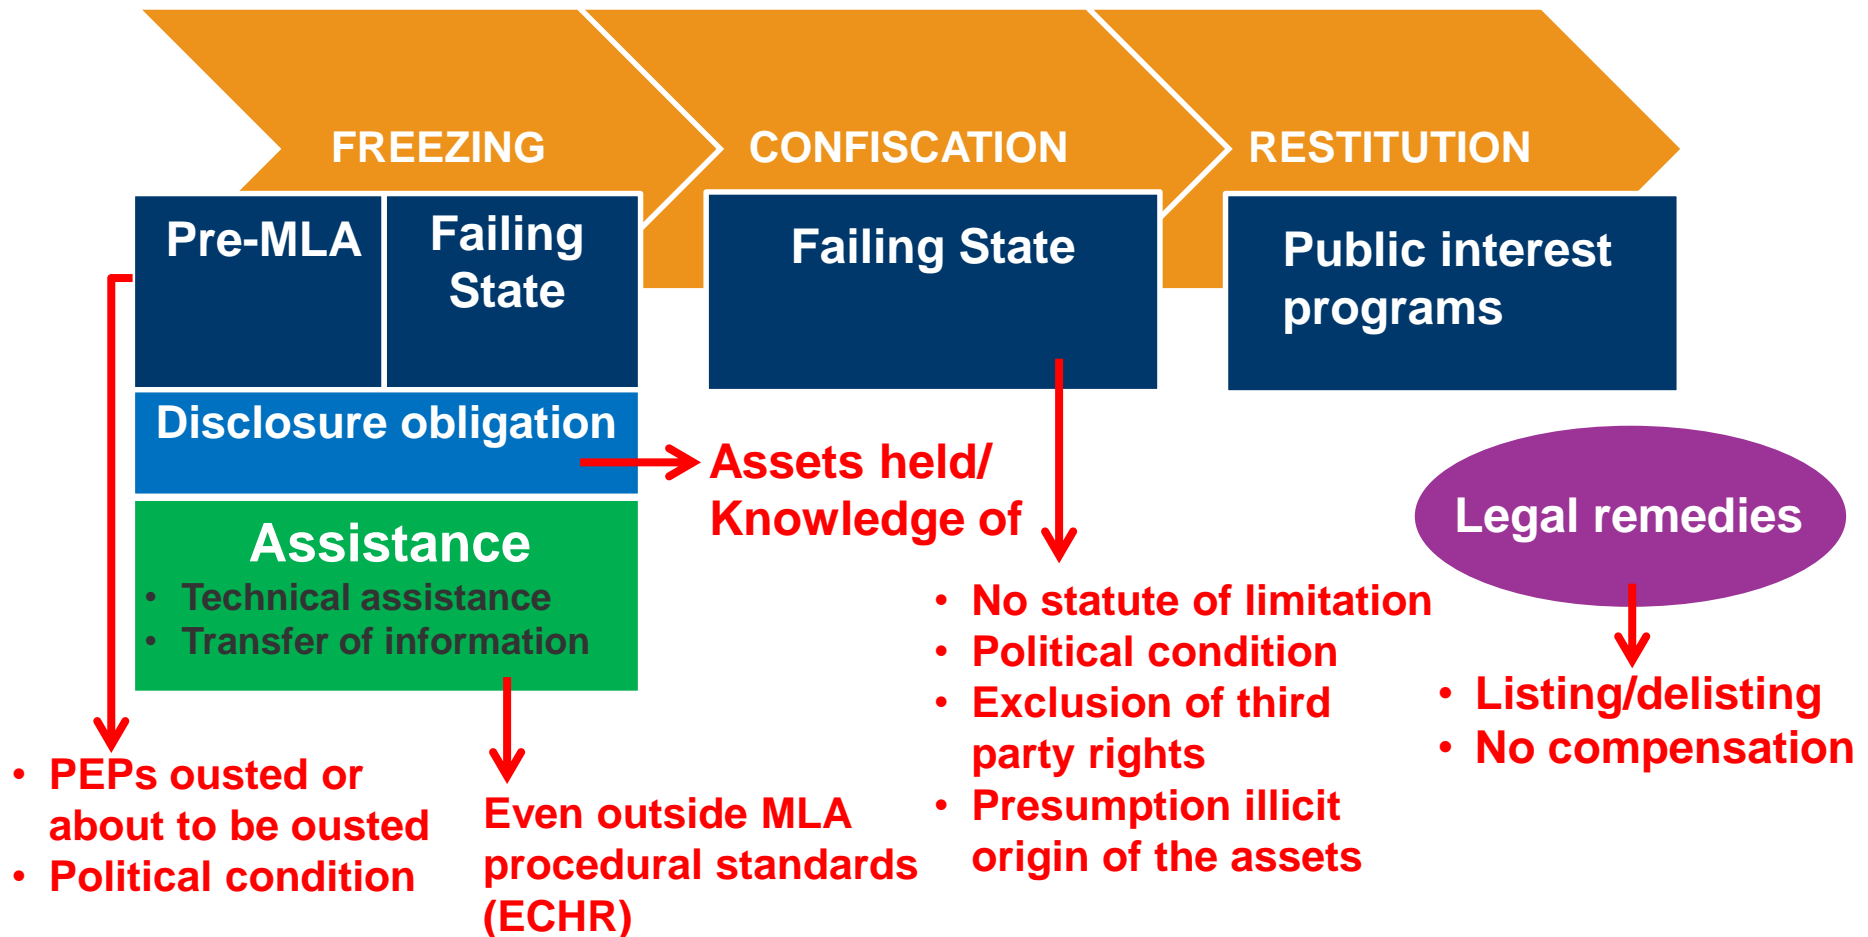 FREEZING
CONFISCATION
RESTITUTION
Pre-MLA
Failing
State
Failing State
Public interest
programs
Disclosure obligation
Assets held/
Knowledge of
Assistance
• Technical assistance
• Transfer of information
Legal remedies
• PEPs ousted or
about to be ousted
• Political condition
Even outside MLA
procedural standards
(ECHR)
• No statute of limitation
• Political condition
• Exclusion of third
party rights
• Presumption illicit
origin of the assets
• Listing/delisting
• No compensation